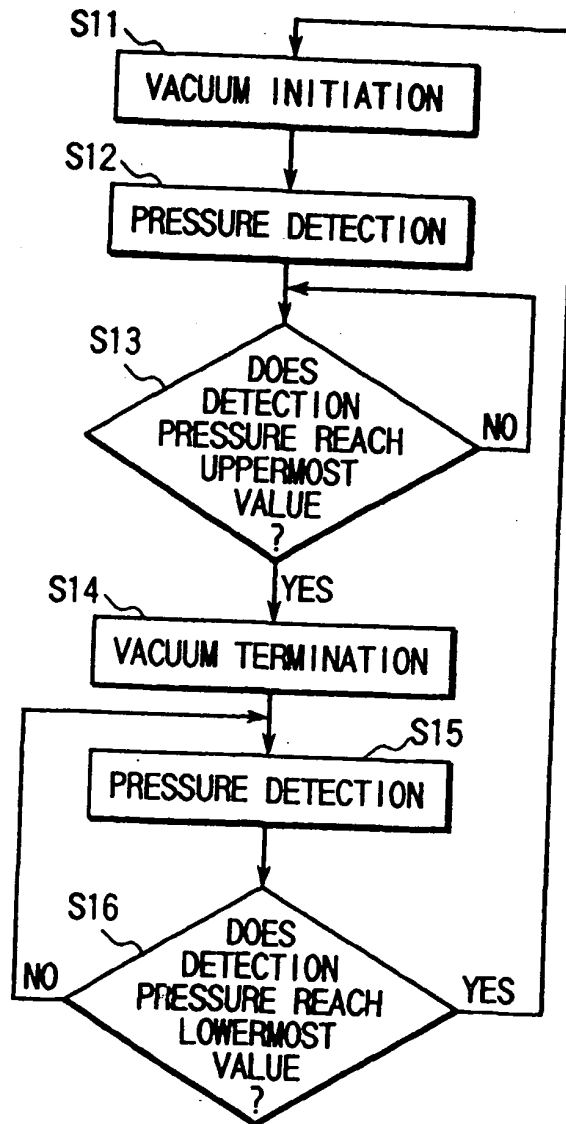 S11
VACUUM INITIATION
S12
PRESSURE DETECTION
S13
DOES
DETECTION
PRESSURE REACH
UPPERMOST
VALUE
?
NO
YES
S14
VACUUM TERMINATION
S15
PRESSURE DETECTION
S16
DOES
DETECTION
PRESSURE REACH
LOWERMOST
VALUE
?
NO
YES